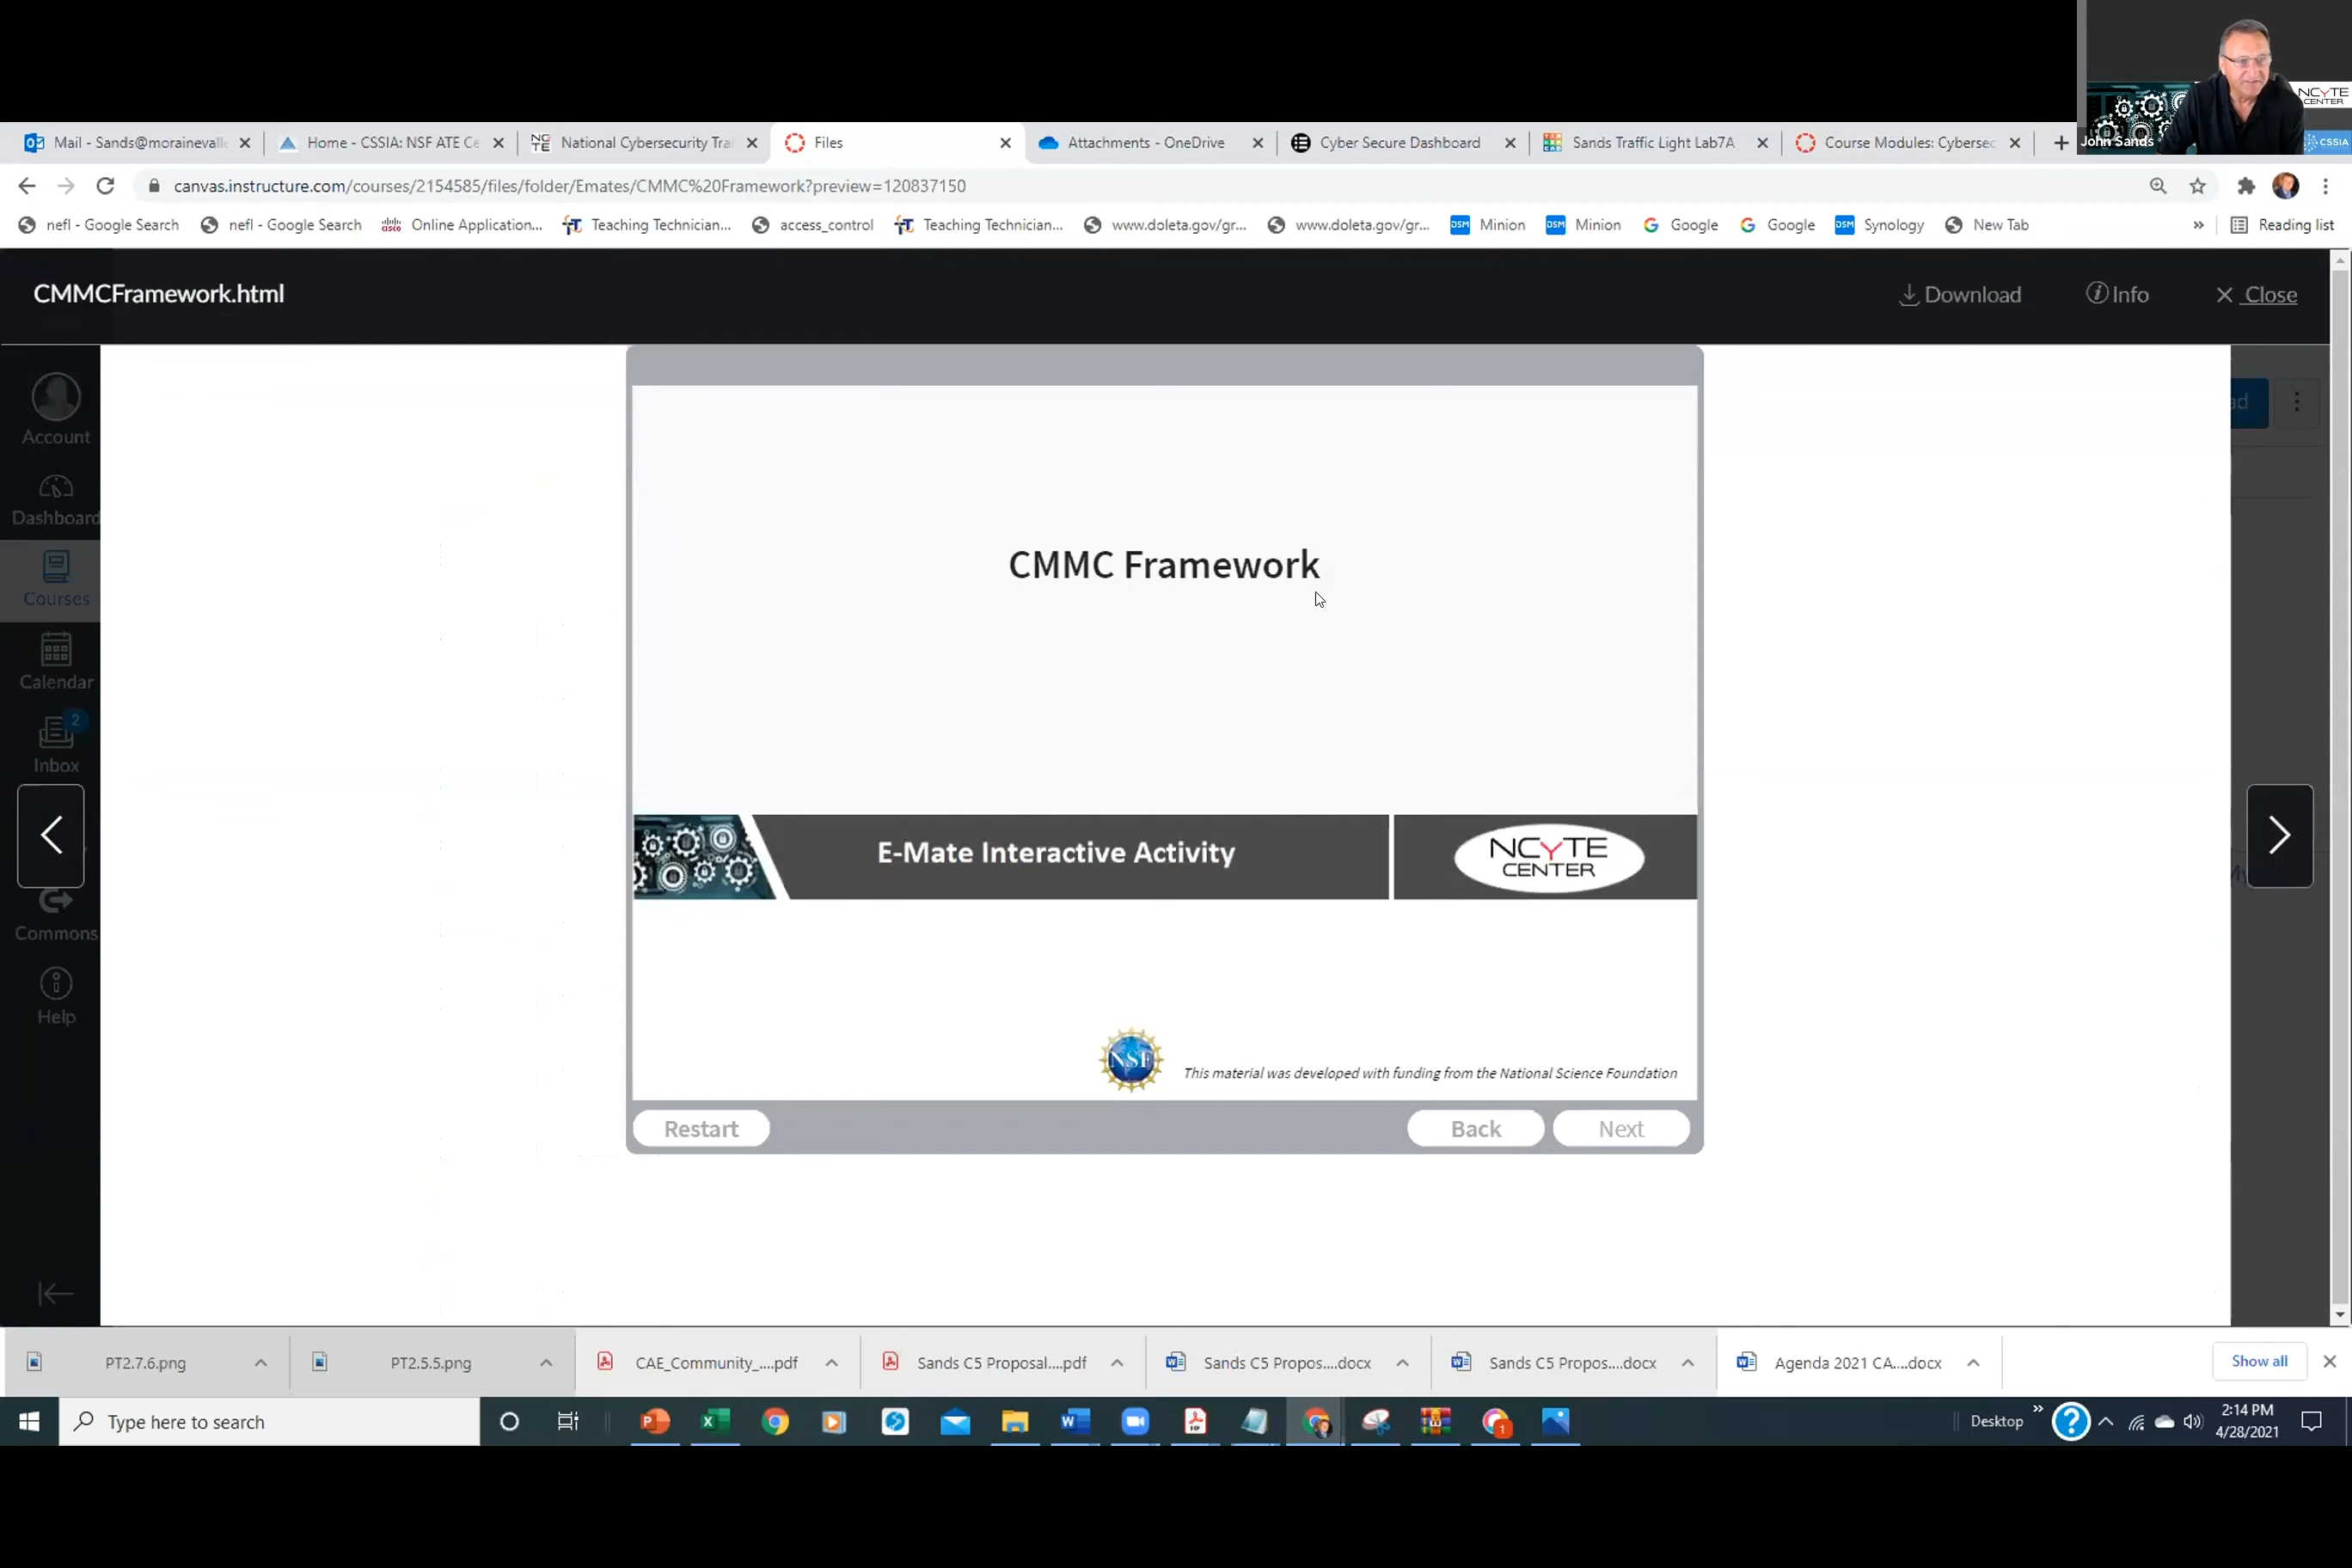 NCYTE
CENTER
John Sands
CSSIA
Mail - Sands@morainevalle
Home - CSSIA: NSF ATE Ce
National Cybersecurity Trai
Files
Attachments - OneDrive
Cyber Secure Dashboard
Sands Traffic Light Lab7A
Course Modules: Cybersec
canvas.instructure.com/courses/2154585/files/folder/Emates/CMMC%20Framework?preview=120837150
nefl - Google Search
nefl - Google Search
Online Application...
Teaching Technician...
access_control
Teaching Technician...
www.doleta.gov/gr...
www.doleta.gov/gr...
Minion
Minion
Google
Google
Synology
New Tab
»
Reading list
CMMCFramework.html
Download
Info
Close
Account
Dashboard
Courses
Calendar
2
Inbox
Commons
Help
CMMC Framework
E-Mate Interactive Activity
NCYTE
CENTER
NSF
This material was developed with funding from the National Science Foundation
Restart
Back
Next
PT2.7.6.png
PT2.5.5.png
CAE_Community_....pdf
Sands C5 Proposal....pdf
Sands C5 Propos....docx
Sands C5 Propos....docx
Agenda 2021 CA....docx
Show all
Type here to search
Desktop
»
2:14 PM
4/28/2021